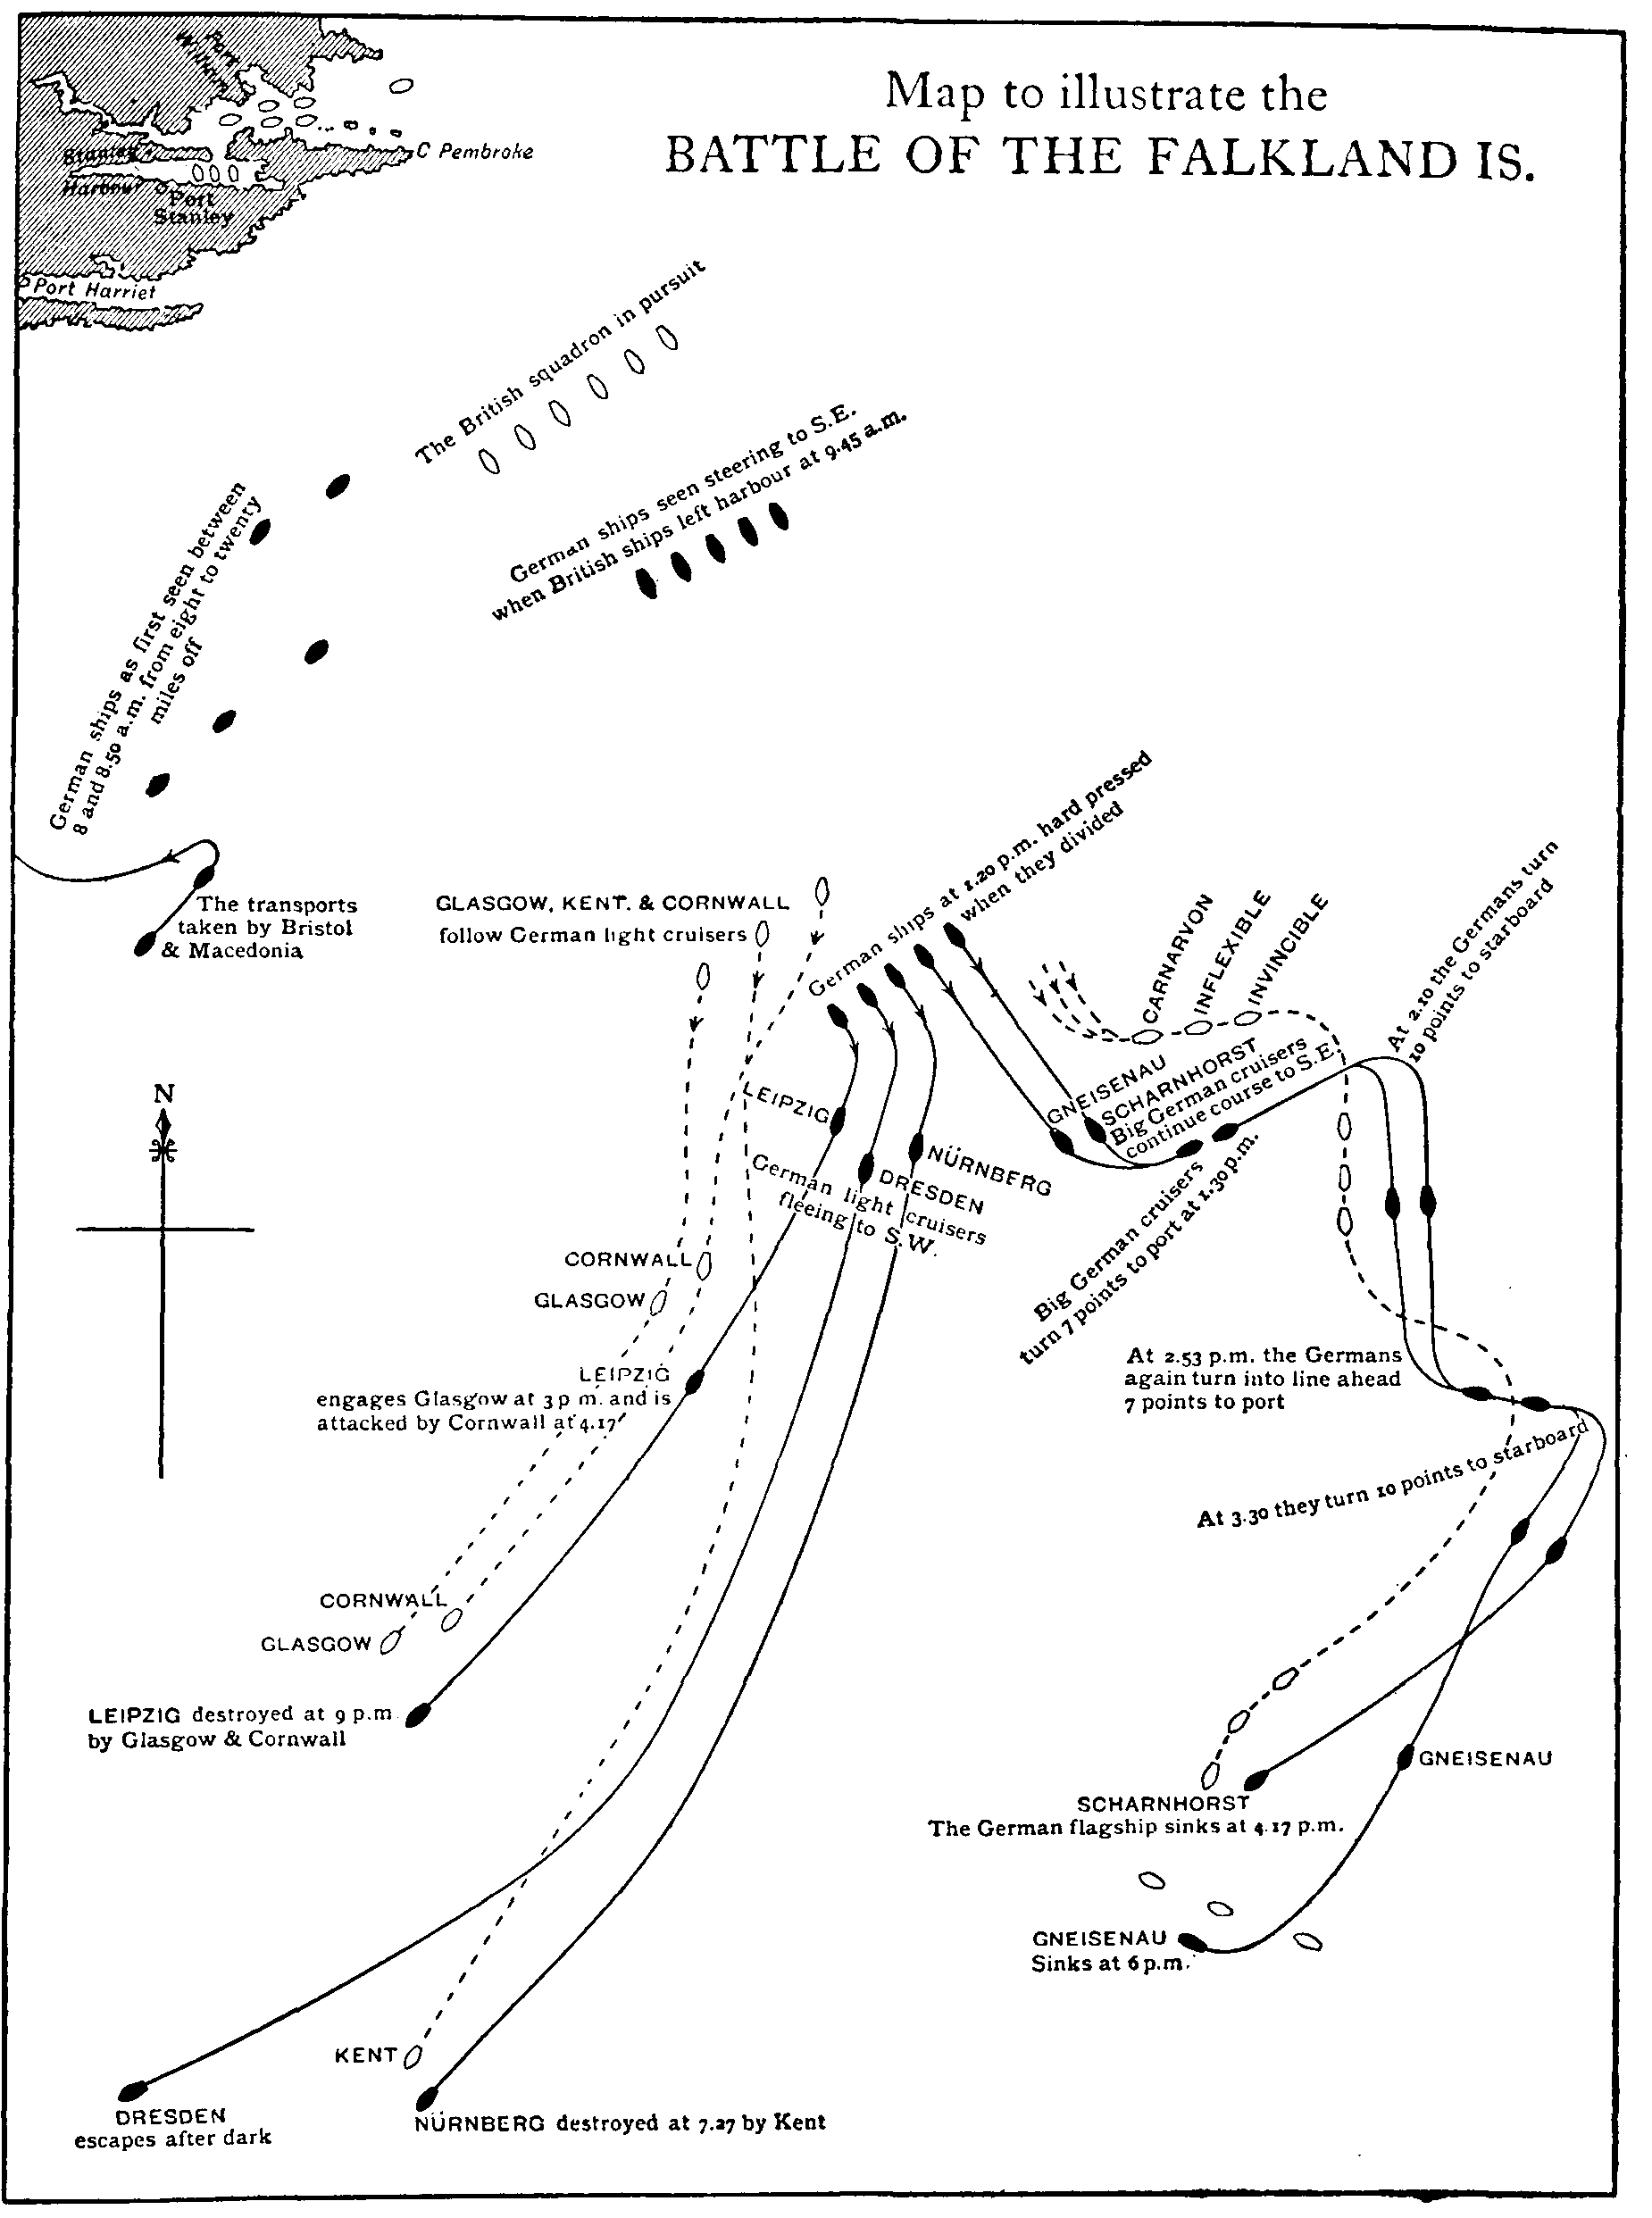 Map to illustrate the
BATTLE OF THE FALKLAND IS.
Port
William
C Pembroke
Stanley
Harbour
Port
Stanley
Port Harriet
The British squadron in pursuit
German ships seen steering to S.E.
when British ships left harbour at 9.45 a.m.
German ships as first seen between
8 and 8.50 a.m. from eight to twenty
miles off
The transports
taken by Bristol
& Macedonia
GLASGOW, KENT. & CORNWALL
follow German light cruisers
German ships at 1.20 p.m. hard pressed
when they divided
CARNARVON
INFLEXIBLE
INVINCIBLE
At 2.10 the Germans turn
10 points to starboard
N
LEIPZIG
GNEISENAU
SCHARNHORST
Big German cruisers
continue course to S.E.
NÜRNBERG
DRESDEN
German light cruisers
fleeing to S.W.
Big German cruisers
turn 7 points to port at 1.30 p.m.
CORNWALL
GLASGOW
LEIPZIG
engages Glasgow at 3 p m. and is
attacked by Cornwall at 4.17
At 2.53 p.m. the Germans
again turn into line ahead
7 points to port
At 3.30 they turn 10 points to starboard
CORNWALL
GLASGOW
LEIPZIG destroyed at 9 p.m
by Glasgow & Cornwall
GNEISENAU
SCHARNHORST
The German flagship sinks at 4.17 p.m.
GNEISENAU
Sinks at 6 p.m.
KENT
DRESDEN
escapes after dark
NÜRNBERG destroyed at 7.27 by Kent